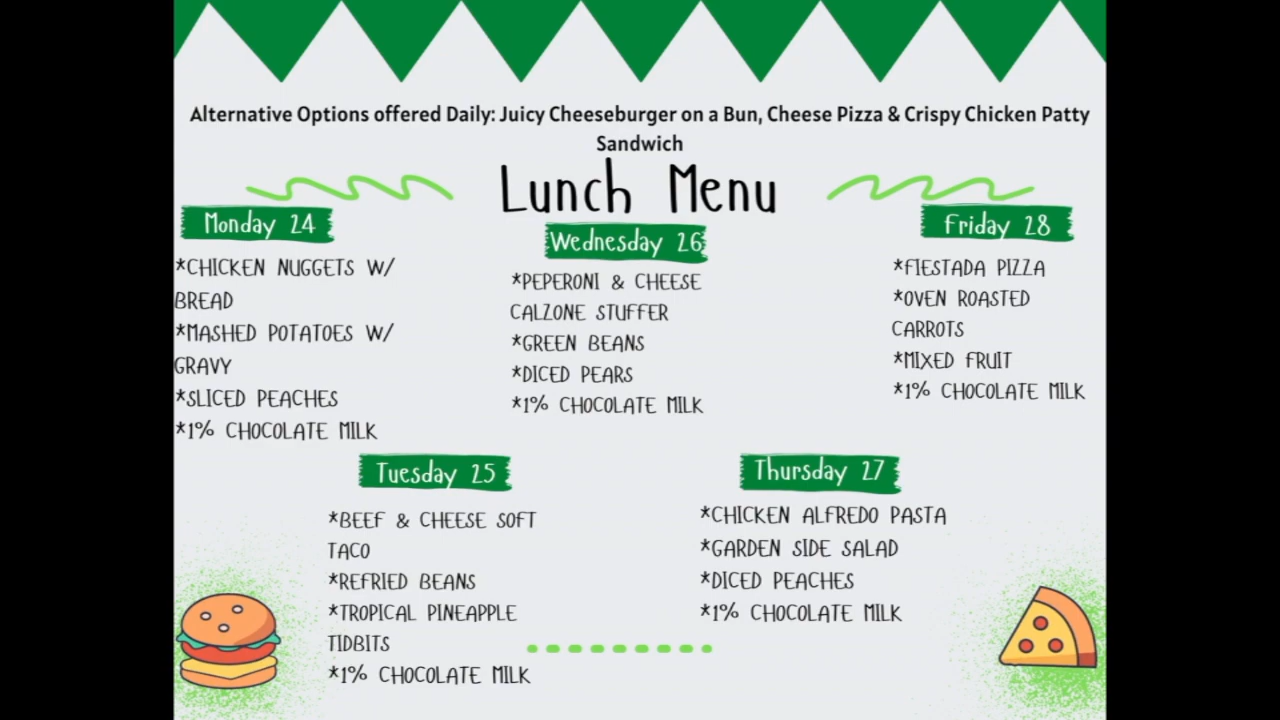 Alternative Options offered Daily: Juicy Cheeseburger on a Bun, Cheese Pizza & Crispy Chicken Patty
Sandwich
Lunch Menu
Monday 24
*CHICKEN NUGGETS W/
BREAD
*MASHED POTATOES W/
GRAVY
*SLICED PEACHES
*1% CHOCOLATE MILK
Tuesday 25
*BEEF & CHEESE SOFT
TACO
*REFRIED BEANS
*TROPICAL PINEAPPLE
TIDBITS
*1% CHOCOLATE MILK
Wednesday 26
*PEPERONI & CHEESE
CALZONE STUFFER
*GREEN BEANS
*DICED PEARS
*1% CHOCOLATE MILK
Thursday 27
*CHICKEN ALFREDO PASTA
*GARDEN SIDE SALAD
*DICED PEACHES
*1% CHOCOLATE MILK
Friday 28
*FIESTADA PIZZA
*OVEN ROASTED
CARROTS
*MIXED FRUIT
*1% CHOCOLATE MILK